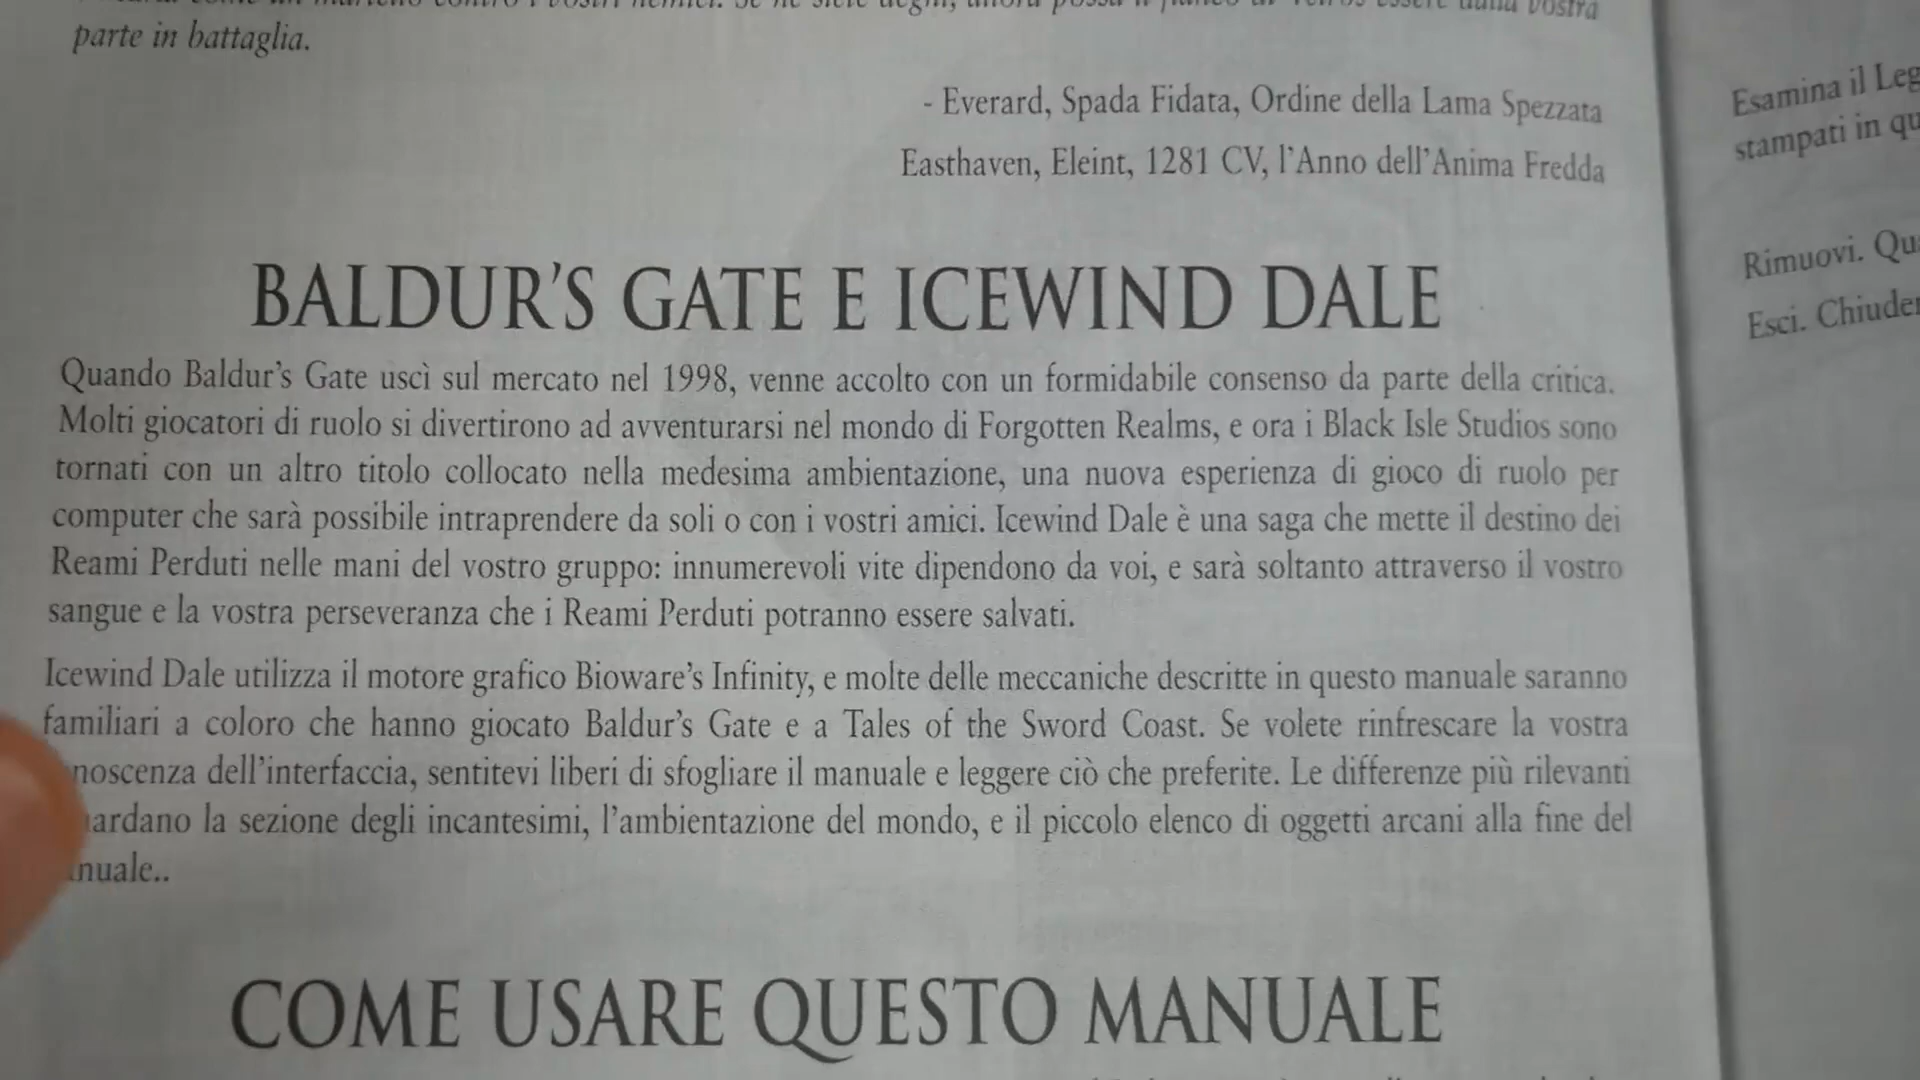 parte in battaglia.
- Everard, Spada Fidata, Ordine della Lama Spezzata
Easthaven, Eleint, 1281 CV, l'Anno dell'Anima Fredda
BALDUR'S GATE E ICEWIND DALE
Quando Baldur's Gate uscì sul mercato nel 1998, venne accolto con un formidabile consenso da parte della critica.
Molti giocatori di ruolo si divertirono ad avventurarsi nel mondo di Forgotten Realms, e ora i Black Isle Studios sono
tornati con un altro titolo collocato nella medesima ambientazione, una nuova esperienza di gioco di ruolo per
computer che sarà possibile intraprendere da soli o con i vostri amici. Icewind Dale è una saga che mette il destino dei
Reami Perduti nelle mani del vostro gruppo: innumerevoli vite dipendono da voi, e sarà soltanto attraverso il vostro
sangue e la vostra perseveranza che i Reami Perduti potranno essere salvati.
Icewind Dale utilizza il motore grafico Bioware's Infinity, e molte delle meccaniche descritte in questo manuale saranno
familiari a coloro che hanno giocato Baldur's Gate e a Tales of the Sword Coast. Se volete rinfrescare la vostra
noscenza dell'interfaccia, sentitevi liberi di sfogliare il manuale e leggere ciò che preferite. Le differenze più rilevanti
ardano la sezione degli incantesimi, l'ambientazione del mondo, e il piccolo elenco di oggetti arcani alla fine del
nuale..
COME USARE QUESTO MANUALE
Esamina il Leg
stampati in qu
Rimuovi. Qu
Esci. Chiuder